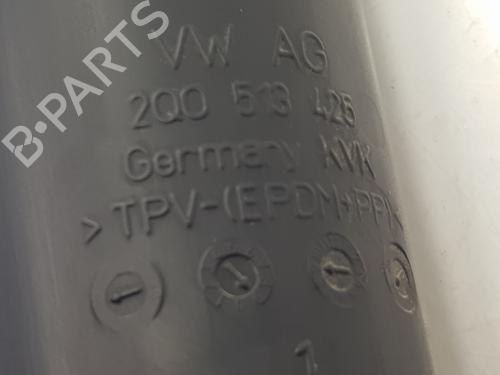 B-PARTS
VW AG
2Q0 513 425
Germany KVK
>TPV-(EPDM+PP)<
1